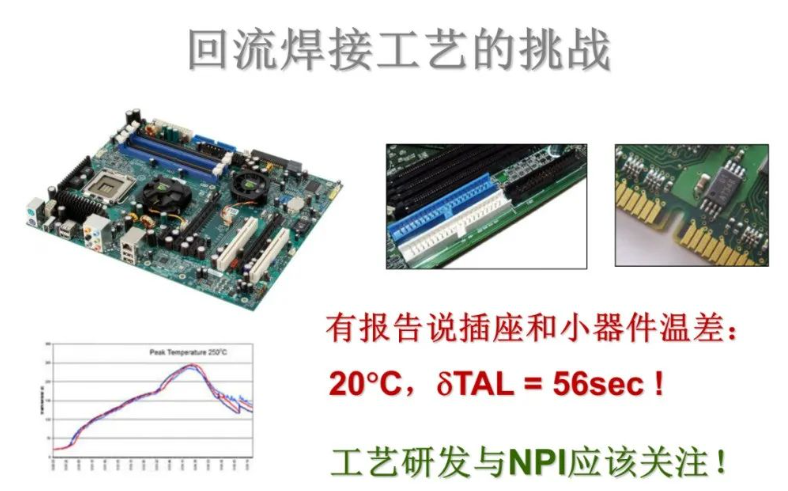 回流焊接工艺的挑战
有报告说插座和小器件温差：
20°C，δTAL = 56sec !
Peak Temperature 250°C
工艺研发与NPI应该关注！